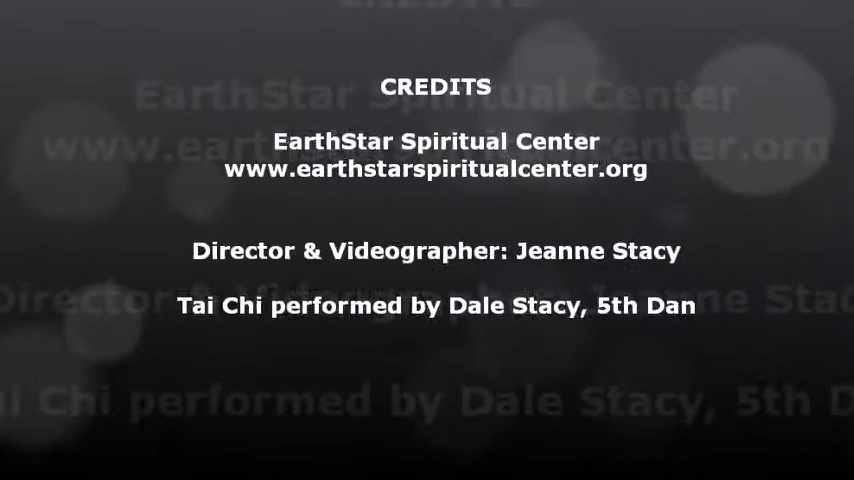 CREDITS
EarthStar Spiritual Center
www.earthstarspiritualcenter.org
Director & Videographer: Jeanne Stacy
Tai Chi performed by Dale Stacy, 5th Dan